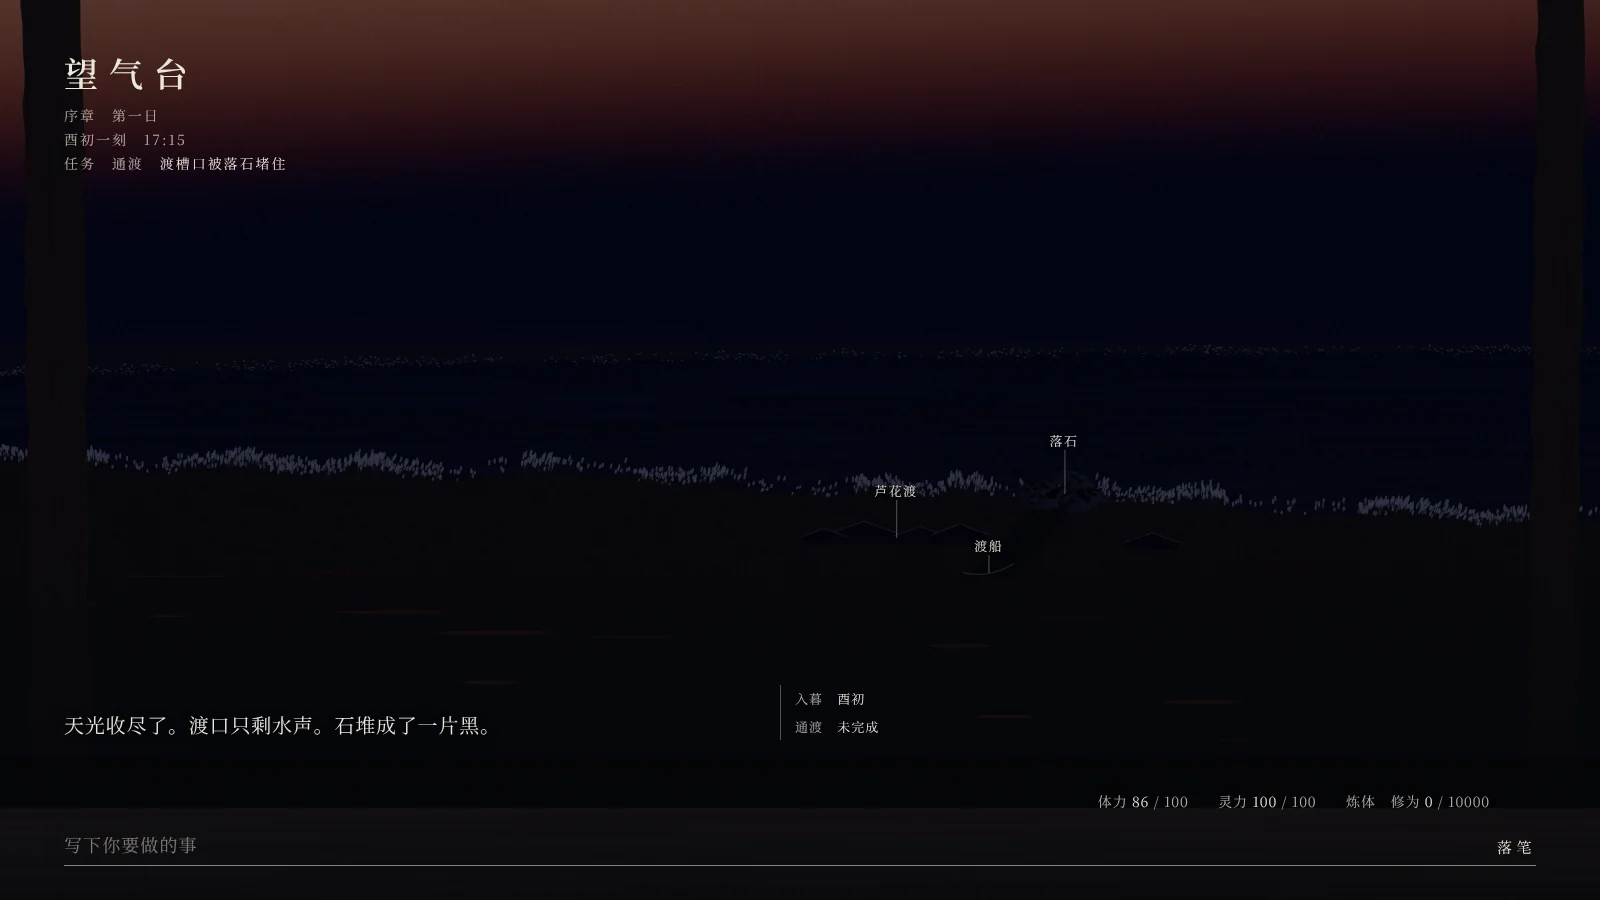 望气台
序章 第一日
酉初一刻 17:15
任务 通渡 渡槽口被落石堵住
落石
芦花渡
渡船
入暮 酉初
通渡 未完成
天光收尽了。渡口只剩水声。石堆成了一片黑。
体力 86 / 100 灵力 100 / 100 炼体 修为 0 / 10000
写下你要做的事
落笔